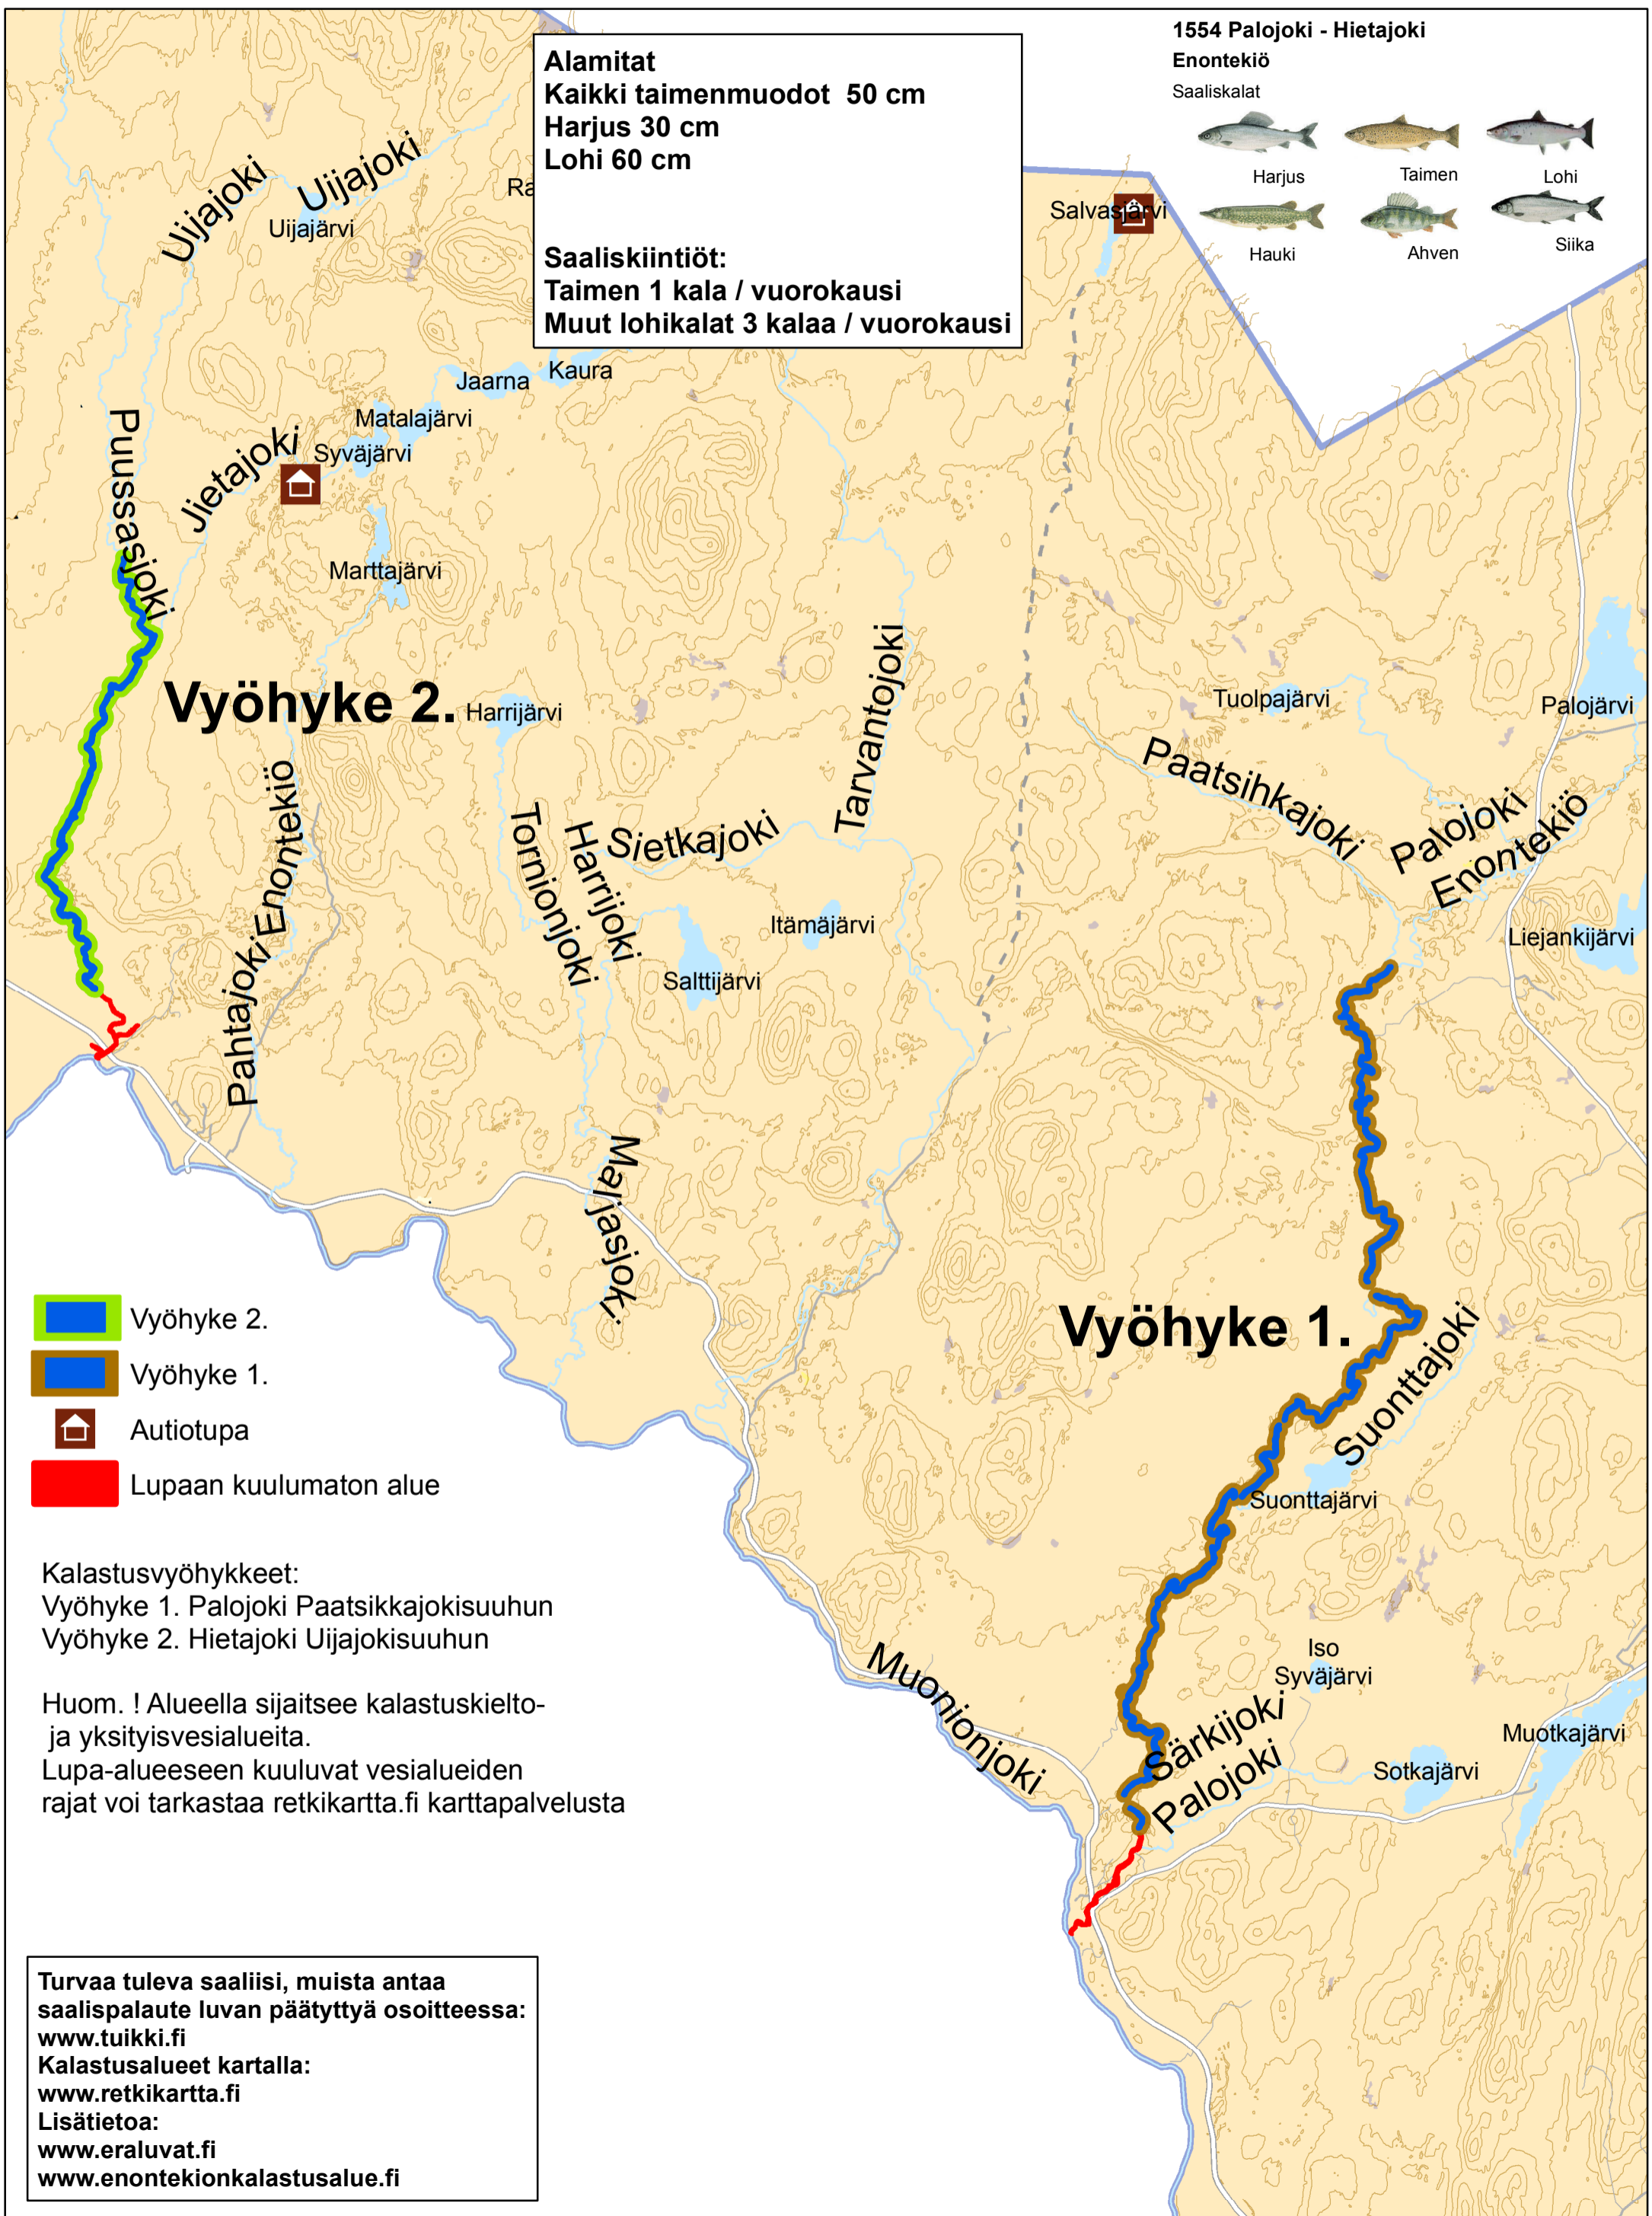 1554 Palojoki - Hietajoki
Enontekiö
Saaliskalat
Harjus
Taimen
Lohi
Hauki
Ahven
Siika
Alamitat
Kaikki taimenmuodot 50 cm
Harjus 30 cm
Lohi 60 cm
Saaliskiintiöt:
Taimen 1 kala / vuorokausi
Muut lohikalat 3 kalaa / vuorokausi
Uijajoki
Uijajoki
Uijajärvi
Ra
Salvasjärvi
Jaarna
Kaura
Matalajärvi
Syväjärvi
Jietajoki
Puussasjoki
Marttajärvi
Vyöhyke 2.
Harrijärvi
Tarvantojoki
Tuolpajärvi
Palojärvi
Paatsihkajoki
Palojoki
Enontekiö
Enontekiö
Pahtajoki
Tornionjoki
Harrijoki
Sietkajoki
Itämäjärvi
Salttijärvi
Liejankijärvi
Marjasjok.
Vyöhyke 1.
Suonttajoki
Suonttajärvi
Vyöhyke 2.
Vyöhyke 1.
Autiotupa
Lupaan kuulumaton alue
Kalastusvyöhykkeet:
Vyöhyke 1. Palojoki Paatsikkajokisuuhun
Vyöhyke 2. Hietajoki Uijajokisuuhun
Huom. ! Alueella sijaitsee kalastuskielto-
ja yksityisvesialueita.
Lupa-alueeseen kuuluvat vesialueiden
rajat voi tarkastaa retkikartta.fi karttapalvelusta
Muonionjoki
Iso
Syväjärvi
Särkijoki
Palojoki
Sotkajärvi
Muotkajärvi
Turvaa tuleva saaliisi, muista antaa
saalispalaute luvan päätyttyä osoitteessa:
www.tuikki.fi
Kalastusalueet kartalla:
www.retkikartta.fi
Lisätietoa:
www.eraluvat.fi
www.enontekionkalastusalue.fi